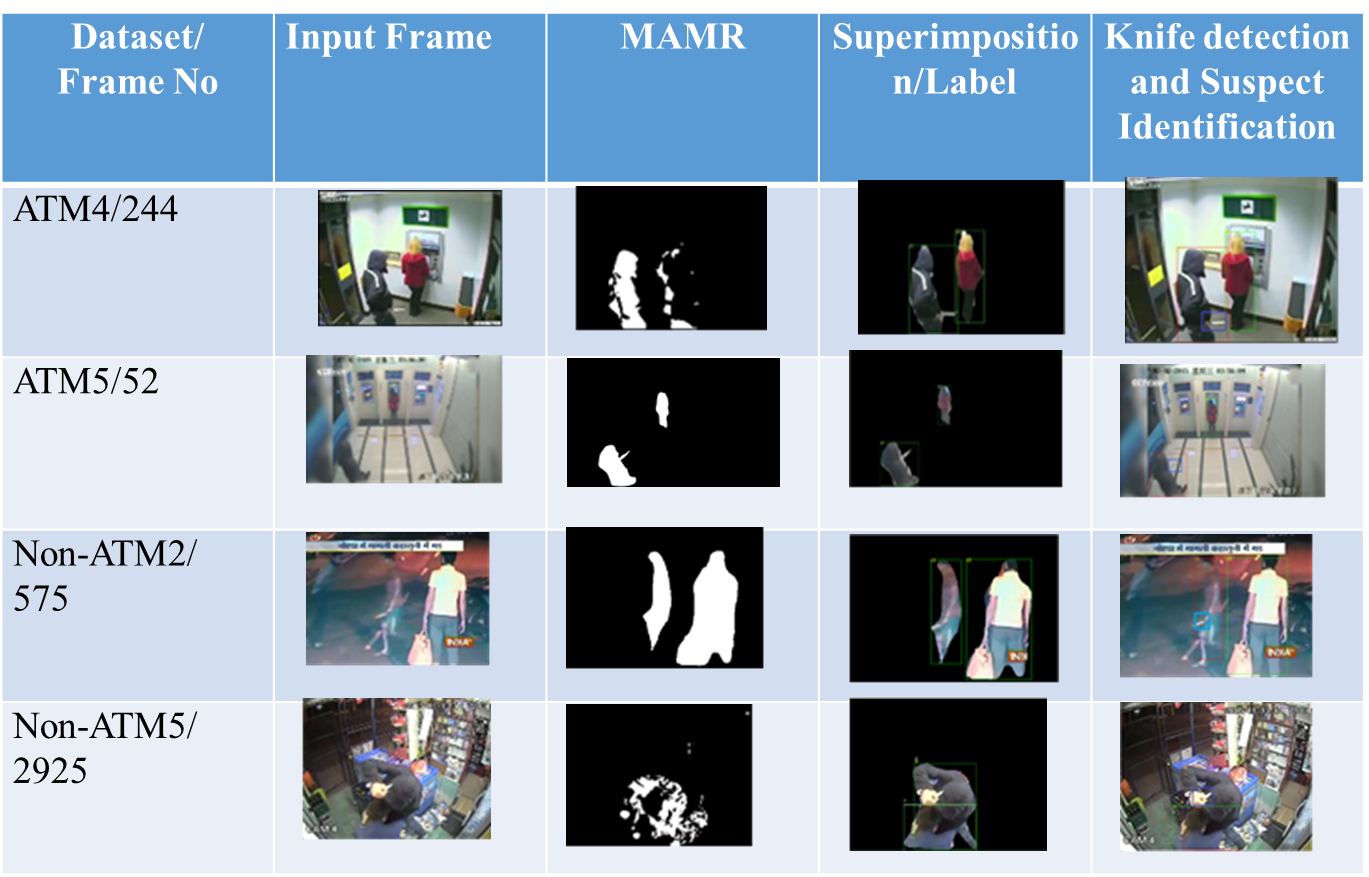 Dataset/
Frame No
Input Frame
MAMR
Superimpositio
n/Label
Knife detection
and Suspect
Identification
ATM4/244
ATM5/52
Non-ATM2/
575
INDIA
Non-ATM5/
2925